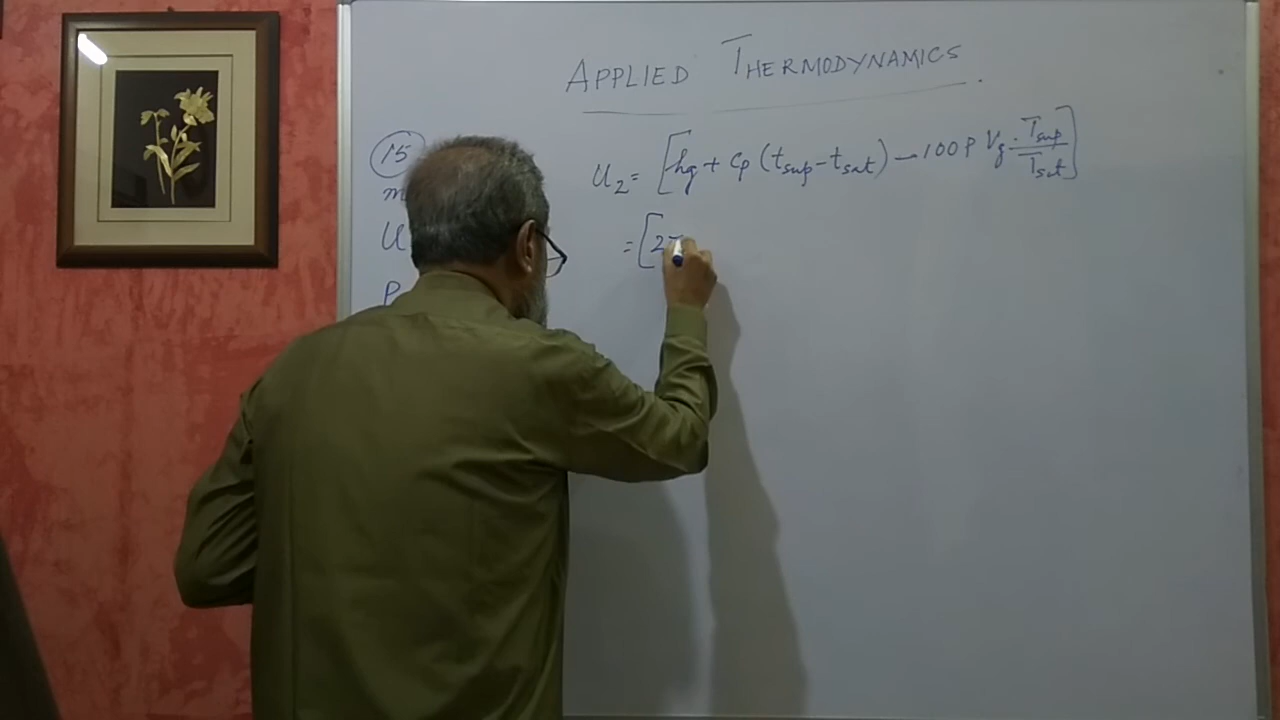 APPLIED THERMODYNAMICS.
15
m
U₂ = [hg + Cp (tsup - tsat) - 100 P Vg · Tsup/Tsat]
U
= [2
P